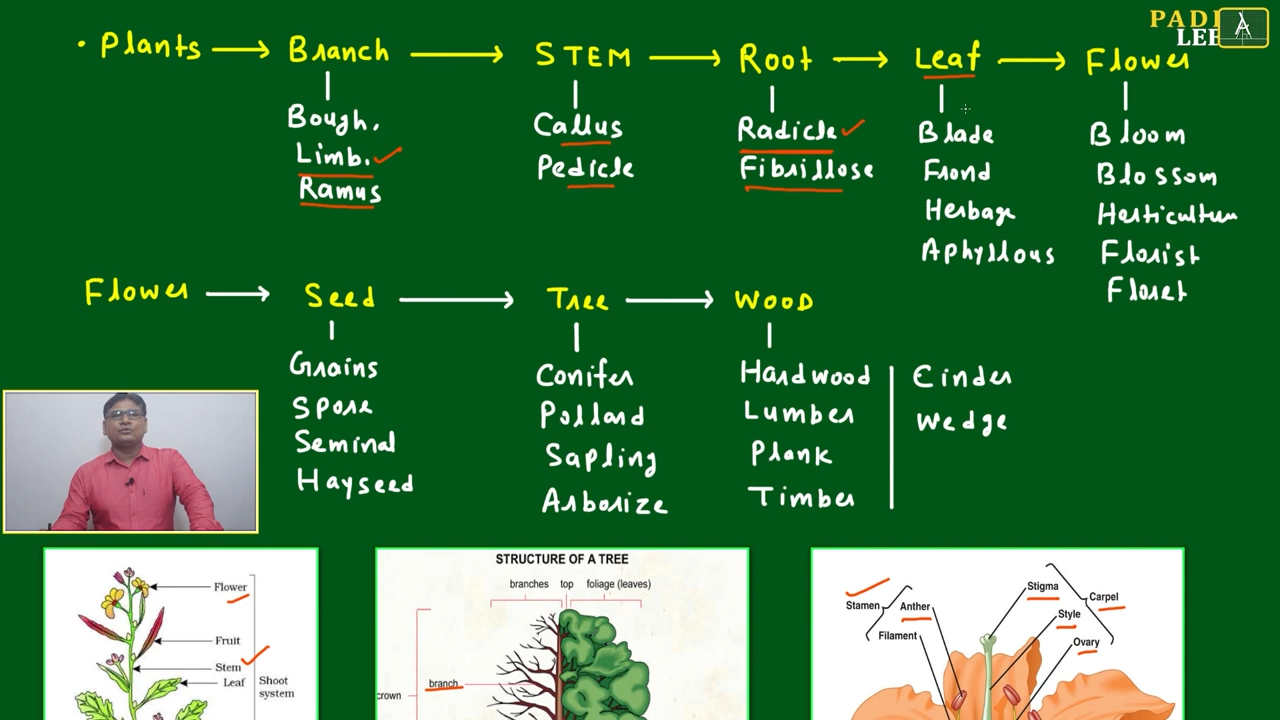 PADI
LEE A
· Plants → Branch → STEM → Root → Leaf → Flower
Bough. Callus Radicle Blade Bloom
Limb. Pedicle Fibrillose Frond Blossom
Ramus Herbage Horticulture
Aphyllous Florist
Floret
Flower → Seed → Tree → WOOD
Grains Conifer Hardwood Cinder
Spore Pollard Lumber Wedge
Seminal Sapling Plank
Hayseed Arborize Timber
Flower
Fruit
Stem
Leaf
Shoot
system
STRUCTURE OF A TREE
branches top foliage (leaves)
branch
crown
Stamen
Anther
Filament
Stigma
Carpel
Style
Ovary